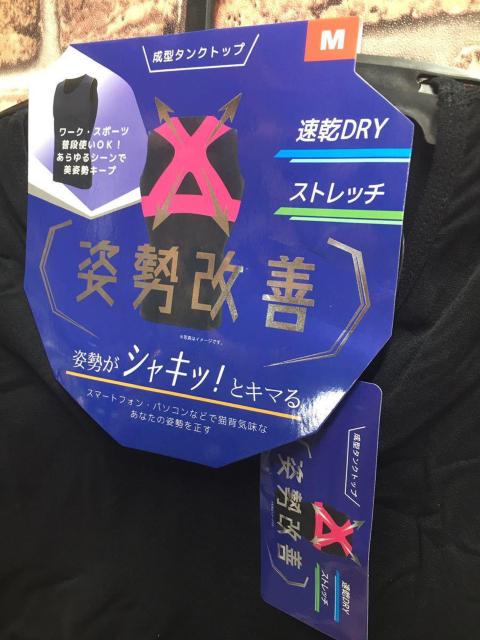 成型タンクトップ
M
ワーク・スポーツ
普段使いOK!
あらゆるシーンで
美姿勢キープ
速乾DRY
ストレッチ
姿勢改善
※写真はイメージです。
姿勢が シャキッ! とキマる
スマートフォン・パソコンなどで猫背気味な
あなたの姿勢を正す
成型タンクトップ
姿勢改善
速乾DRY
ストレッチ